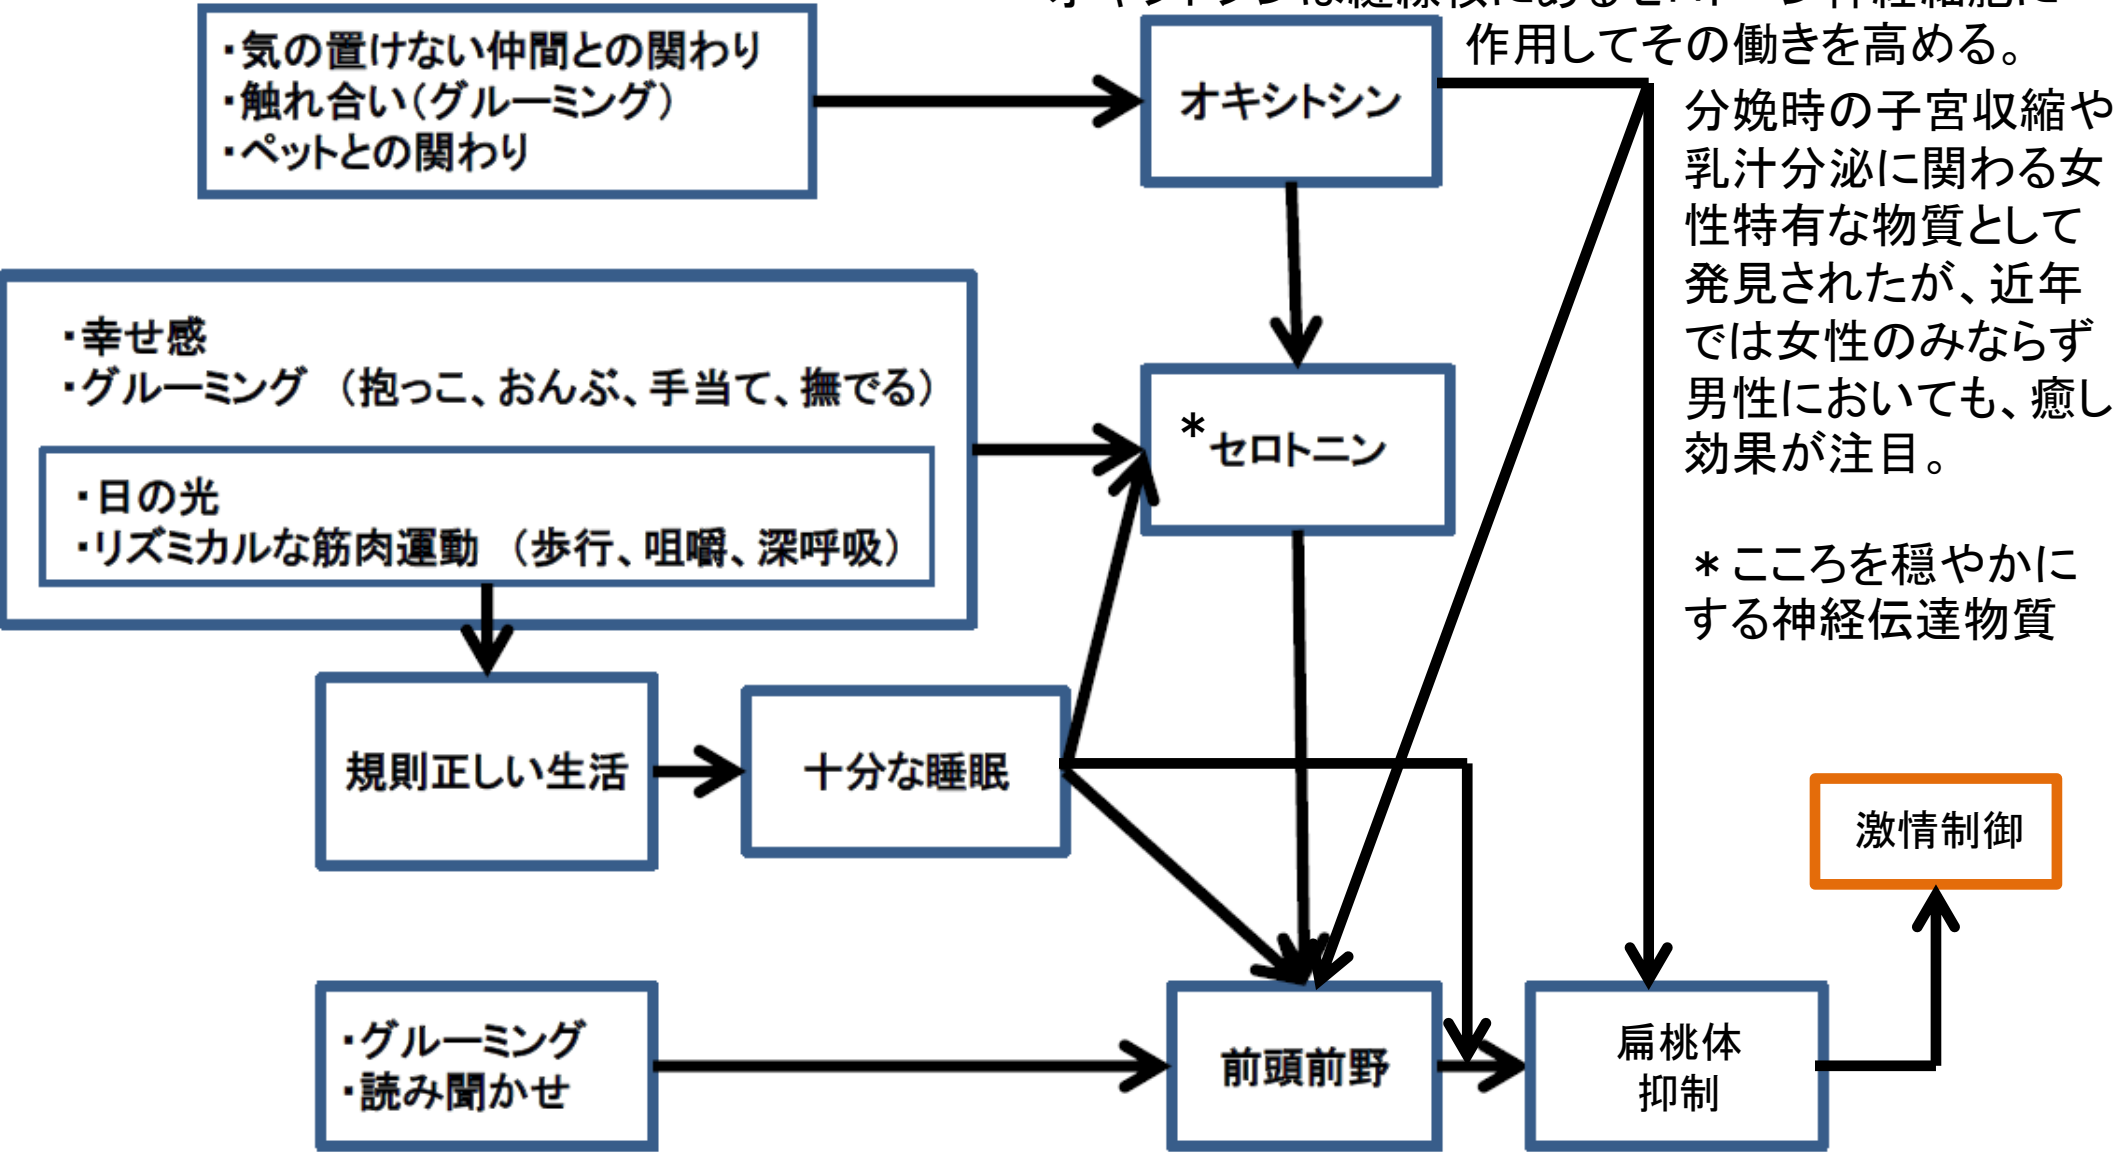 作用してその働きを高める。
・気の置けない仲間との関わり
・触れ合い（グルーミング）
・ペットとの関わり
オキシトシン
分娩時の子宮収縮や
乳汁分泌に関わる女
性特有な物質として
発見されたが、近年
では女性のみならず
男性においても、癒し
効果が注目。
・幸せ感
・グルーミング （抱っこ、おんぶ、手当て、撫でる）
・日の光
・リズミカルな筋肉運動 （歩行、咀嚼、深呼吸）
*セロトニン
*こころを穏やかに
する神経伝達物質
規則正しい生活
十分な睡眠
激情制御
・グルーミング
・読み聞かせ
前頭前野
扁桃体
抑制